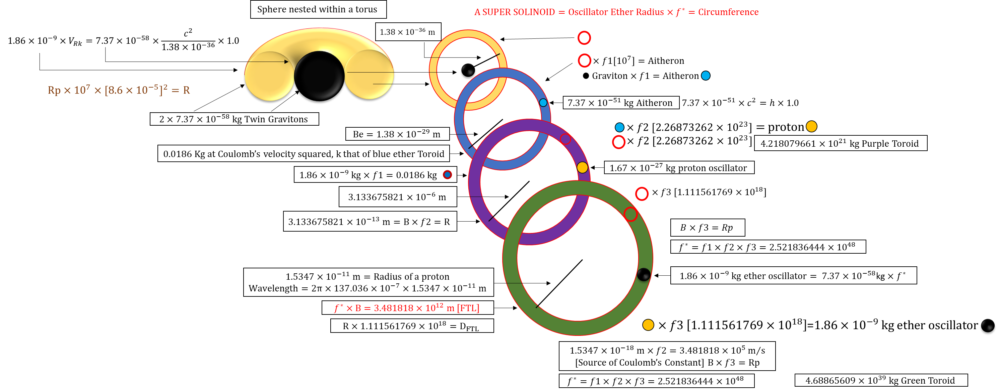 Sphere nested within a torus
A SUPER SOLINOID = Oscillator Ether Radius × f* = Circumference
1.86 × 10⁻⁹ × V_Rk = 7.37 × 10⁻⁵⁸ × c² / 1.38 × 10⁻³⁶ × 1.0
1.38 × 10⁻³⁶ m
× f1[10⁷] = Aitheron
Graviton × f1 = Aitheron
Rp × 10⁷ × [8.6 × 10⁻⁵]² = R
7.37 × 10⁻⁵¹ kg Aitheron
7.37 × 10⁻⁵¹ × c² = h × 1.0
2 × 7.37 × 10⁻⁵⁸ kg Twin Gravitons
× f2 [2.26873262 × 10²³] = proton
Be = 1.38 × 10⁻²⁹ m
× f2 [2.26873262 × 10²³]
4.218079661 × 10²¹ kg Purple Toroid
0.0186 Kg at Coulomb’s velocity squared, k that of blue ether Toroid
1.67 × 10⁻²⁷ kg proton oscillator
1.86 × 10⁻⁹ kg × f1 = 0.0186 kg
× f3 [1.111561769 × 10¹⁸]
3.133675821 × 10⁻⁶ m
3.133675821 × 10⁻¹³ m = B × f2 = R
B × f3 = Rp
f* = f1 × f2 × f3 = 2.521836444 × 10⁴⁸
1.5347 × 10⁻¹¹ m = Radius of a proton
Wavelength = 2π × 137.036 × 10⁻⁷ × 1.5347 × 10⁻¹¹ m
1.86 × 10⁻⁹ kg ether oscillator = 7.37 × 10⁻⁵⁸kg × f*
f* × B = 3.481818 × 10¹² m [FTL]
R × 1.111561769 × 10¹⁸ = D_FTL
× f3 [1.111561769 × 10¹⁸]=1.86 × 10⁻⁹ kg ether oscillator
1.5347 × 10⁻¹⁸ m × f2 = 3.481818 × 10⁵ m/s
[Source of Coulomb’s Constant] B × f3 = Rp
f* = f1 × f2 × f3 = 2.521836444 × 10⁴⁸
4.68865609 × 10³⁹ kg Green Toroid